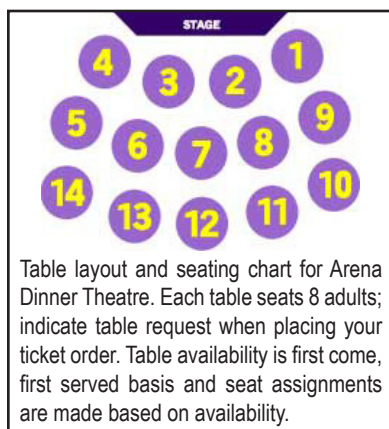 STAGE
4 3 2 1
5 6 7 8 9
14 13 12 11 10
Table layout and seating chart for Arena
Dinner Theatre. Each table seats 8 adults;
indicate table request when placing your
ticket order. Table availability is first come,
first served basis and seat assignments
are made based on availability.